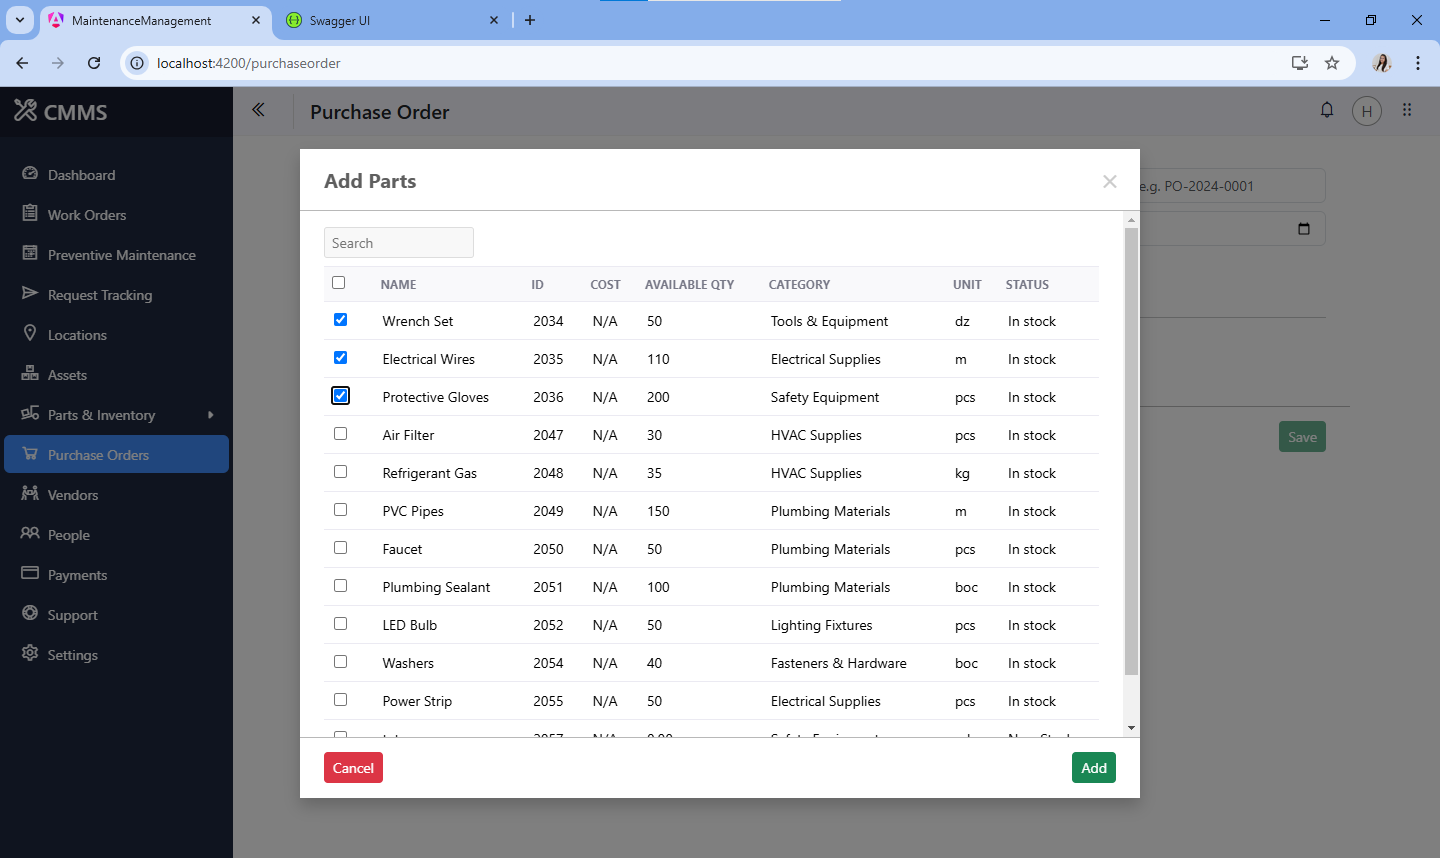 MaintenanceManagement
Swagger UI
localhost:4200/purchaseorder
CMMS
Purchase Order
H
Dashboard
Work Orders
Preventive Maintenance
Request Tracking
Locations
Assets
Parts & Inventory
Purchase Orders
Vendors
People
Payments
Support
Settings
e.g. PO-2024-0001
Save
Add Parts
Search
NAME ID COST AVAILABLE QTY CATEGORY UNIT STATUS
Wrench Set 2034 N/A 50 Tools & Equipment dz In stock
Electrical Wires 2035 N/A 110 Electrical Supplies m In stock
Protective Gloves 2036 N/A 200 Safety Equipment pcs In stock
Air Filter 2047 N/A 30 HVAC Supplies pcs In stock
Refrigerant Gas 2048 N/A 35 HVAC Supplies kg In stock
PVC Pipes 2049 N/A 150 Plumbing Materials m In stock
Faucet 2050 N/A 50 Plumbing Materials pcs In stock
Plumbing Sealant 2051 N/A 100 Plumbing Materials boc In stock
LED Bulb 2052 N/A 50 Lighting Fixtures pcs In stock
Washers 2054 N/A 40 Fasteners & Hardware boc In stock
Power Strip 2055 N/A 50 Electrical Supplies pcs In stock
Cancel
Add